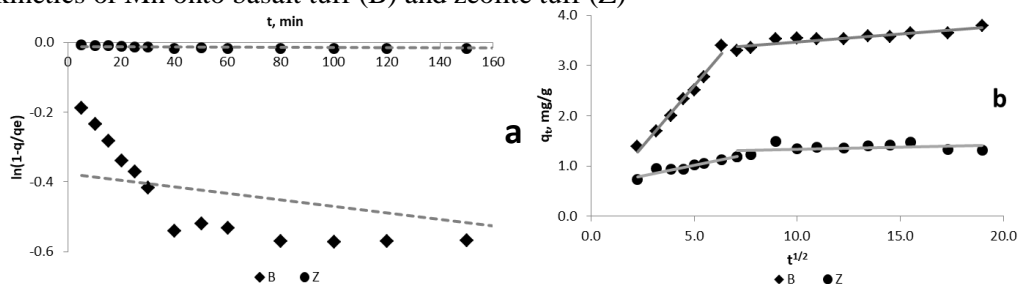 kinetics of Mn onto basalt tuff (B) and zeolite tuff (Z)
t, min
0.0
0 20 40 60 80 100 120 140 160
-0.2
-0.4
-0.6
ln(1-q/qe)
a
B Z
4.0
3.0
2.0
1.0
0.0
0.0 5.0 10.0 15.0 20.0
qt, mg/g
b
t1/2
B Z